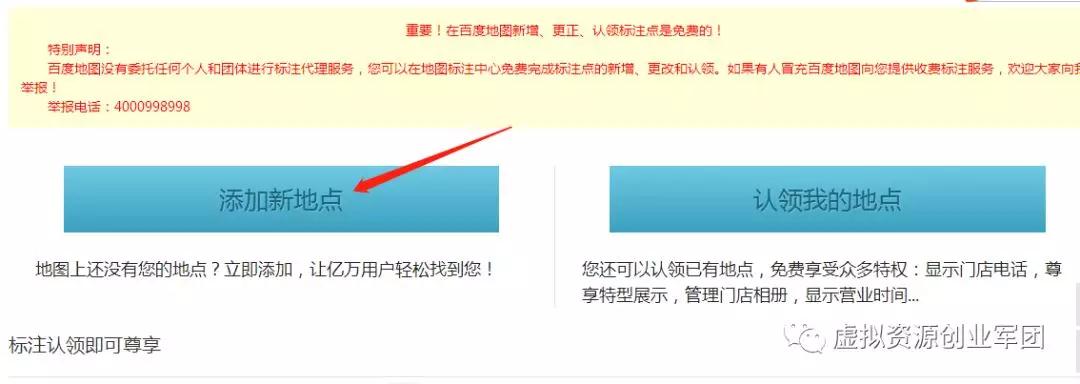 重要！在百度地图新增、更正、认领标注点是免费的！
特别声明：
百度地图没有委托任何个人和团体进行标注代理服务，您可以在地图标注中心免费完成标注点的新增、更改和认领。如果有人冒充百度地图向您提供收费标注服务，欢迎大家向我
举报！
举报电话：4000998998
添加新地点
认领我的地点
地图上还没有您的地点？立即添加，让亿万用户轻松找到您！
您还可以认领已有地点，免费享受众多特权：显示门店电话，尊
享特型展示，管理门店相册，显示营业时间...
标注认领即可尊享
虚拟资源创业军团